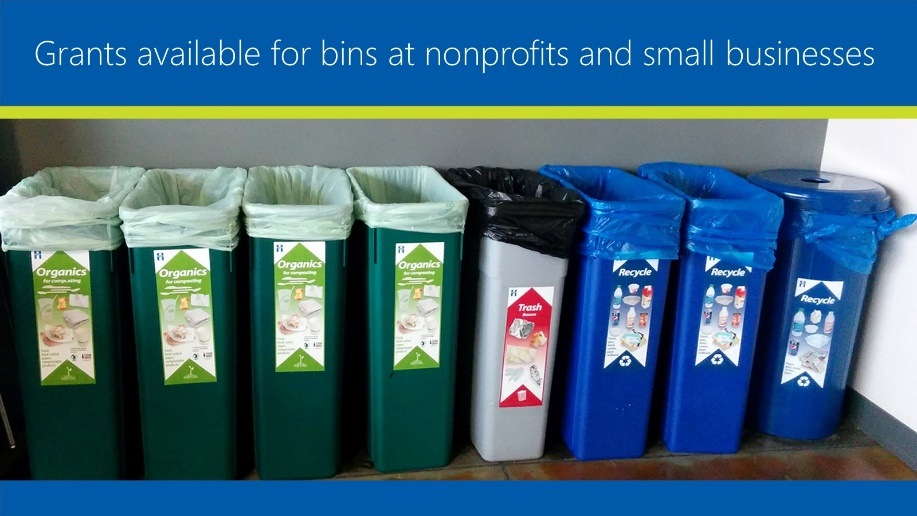 Grants available for bins at nonprofits and small businesses
Organics
for composting
Organics
for composting
Organics
for composting
Organics
for composting
Trash
Basura
Recycle
Recycle
Recycle